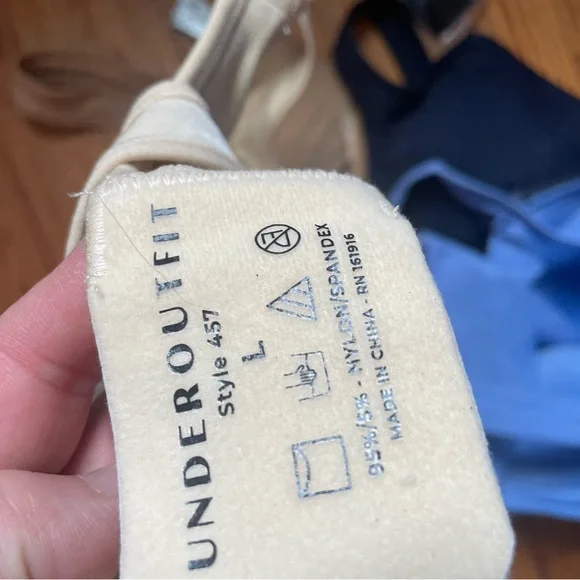 UNDEROUTFIT
Style 457
L
95%/5% - NYLON/SPANDEX
MADE IN CHINA - RN 161916